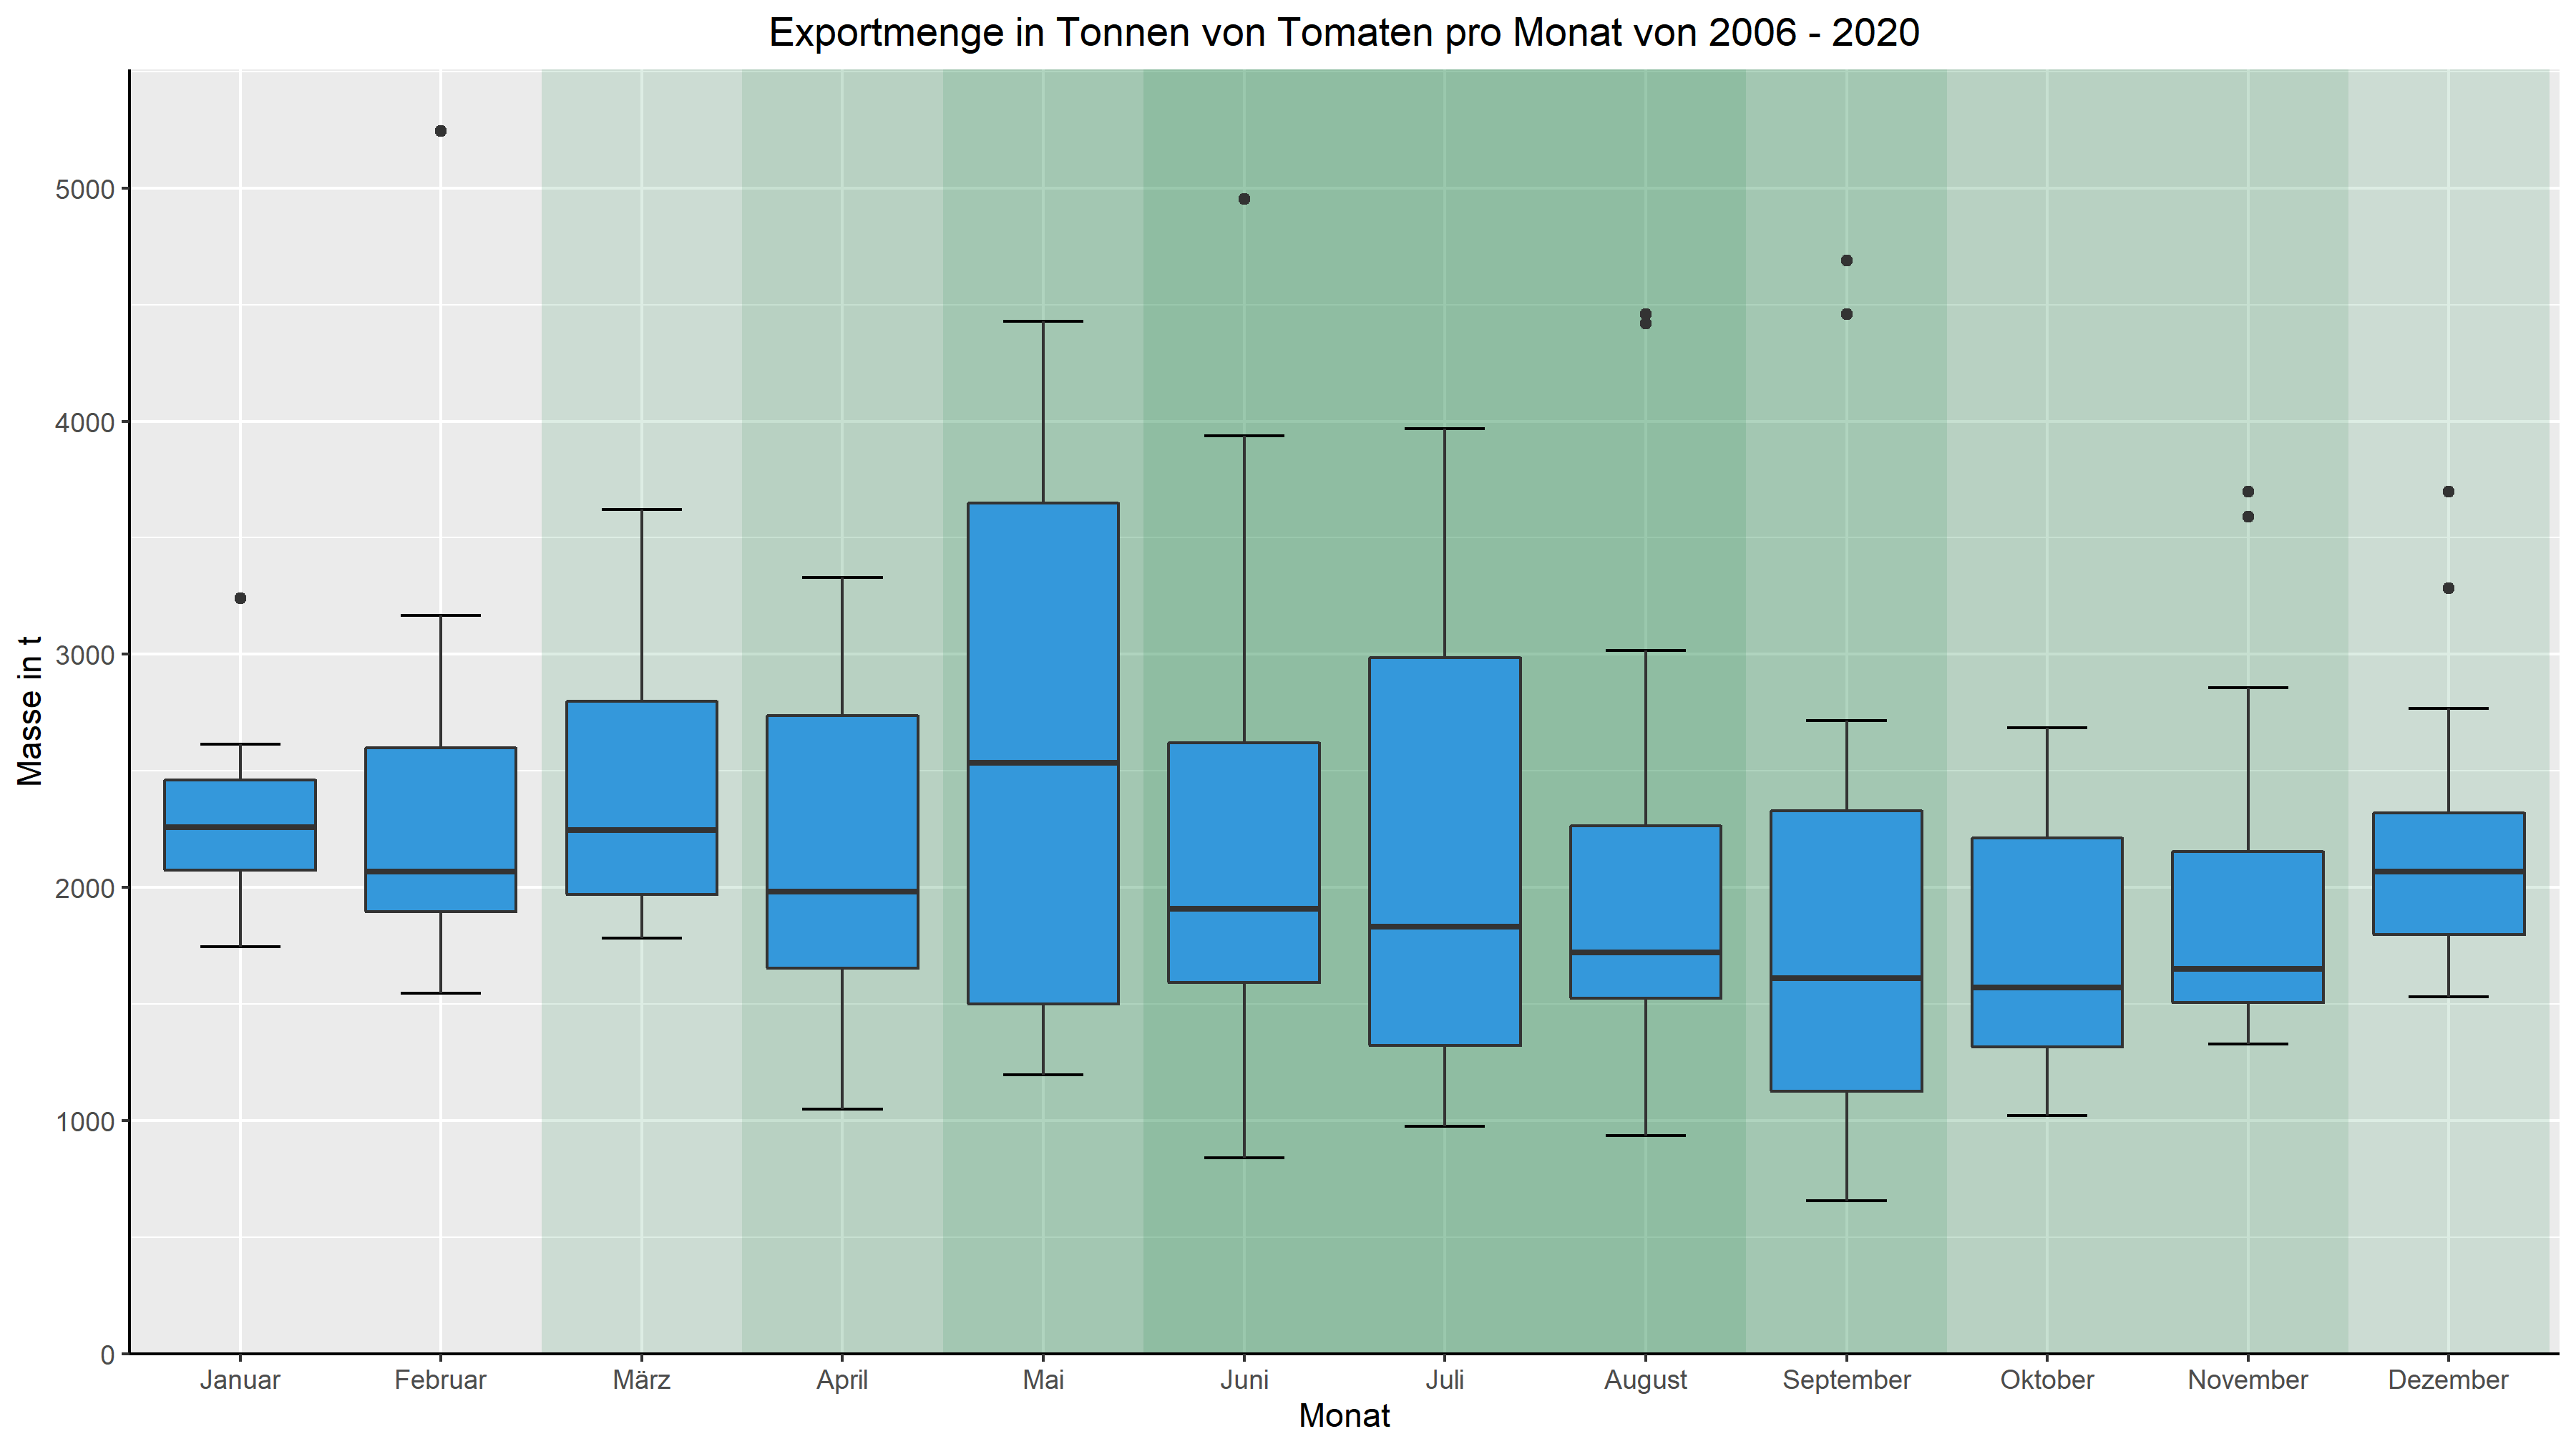 Exportmenge in Tonnen von Tomaten pro Monat von 2006 - 2020
Masse in t
5000
4000
3000
2000
1000
0
Januar Februar März April Mai Juni Juli August September Oktober November Dezember
Monat